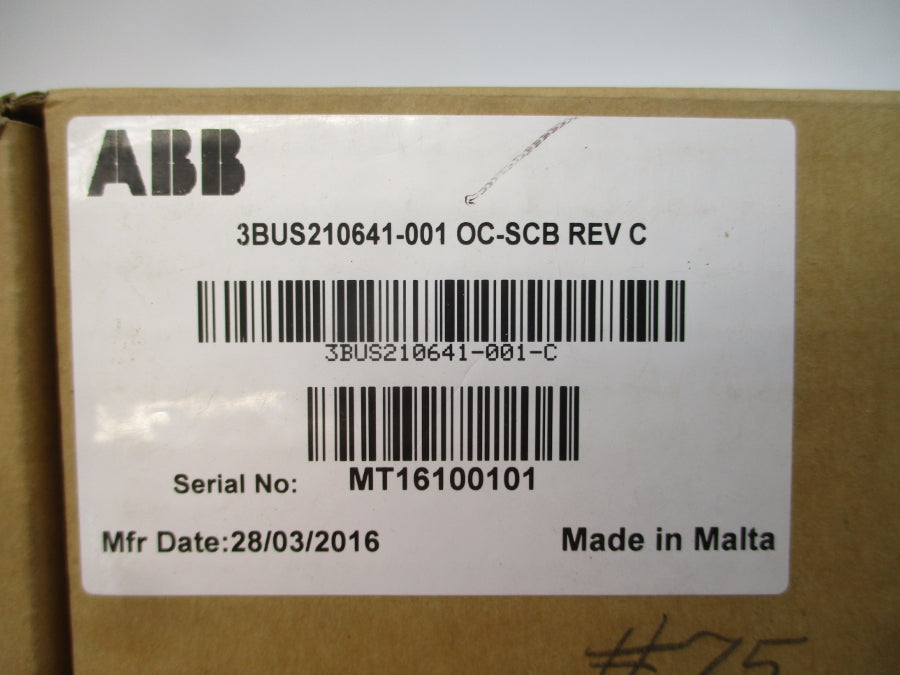 ABB
3BUS210641-001 OC-SCB REV C
3BUS210641-001-C
Serial No: MT16100101
Mfr Date:28/03/2016 Made in Malta
#75